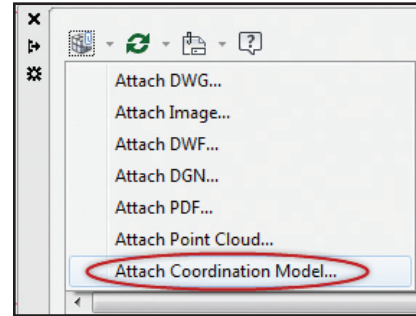 Attach DWG...
Attach Image...
Attach DWF...
Attach DGN...
Attach PDF...
Attach Point Cloud...
Attach Coordination Model...